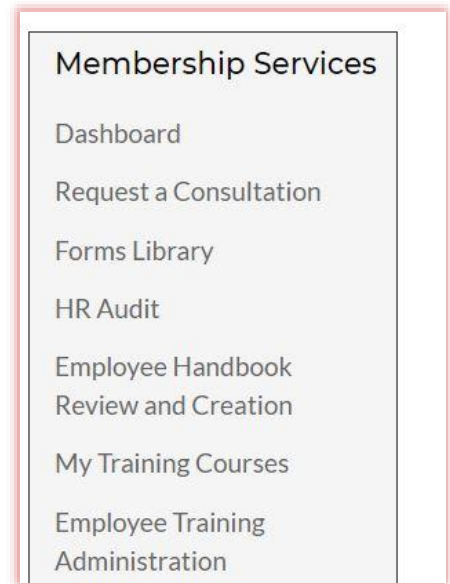 Membership Services
Dashboard
Request a Consultation
Forms Library
HR Audit
Employee Handbook
Review and Creation
My Training Courses
Employee Training
Administration